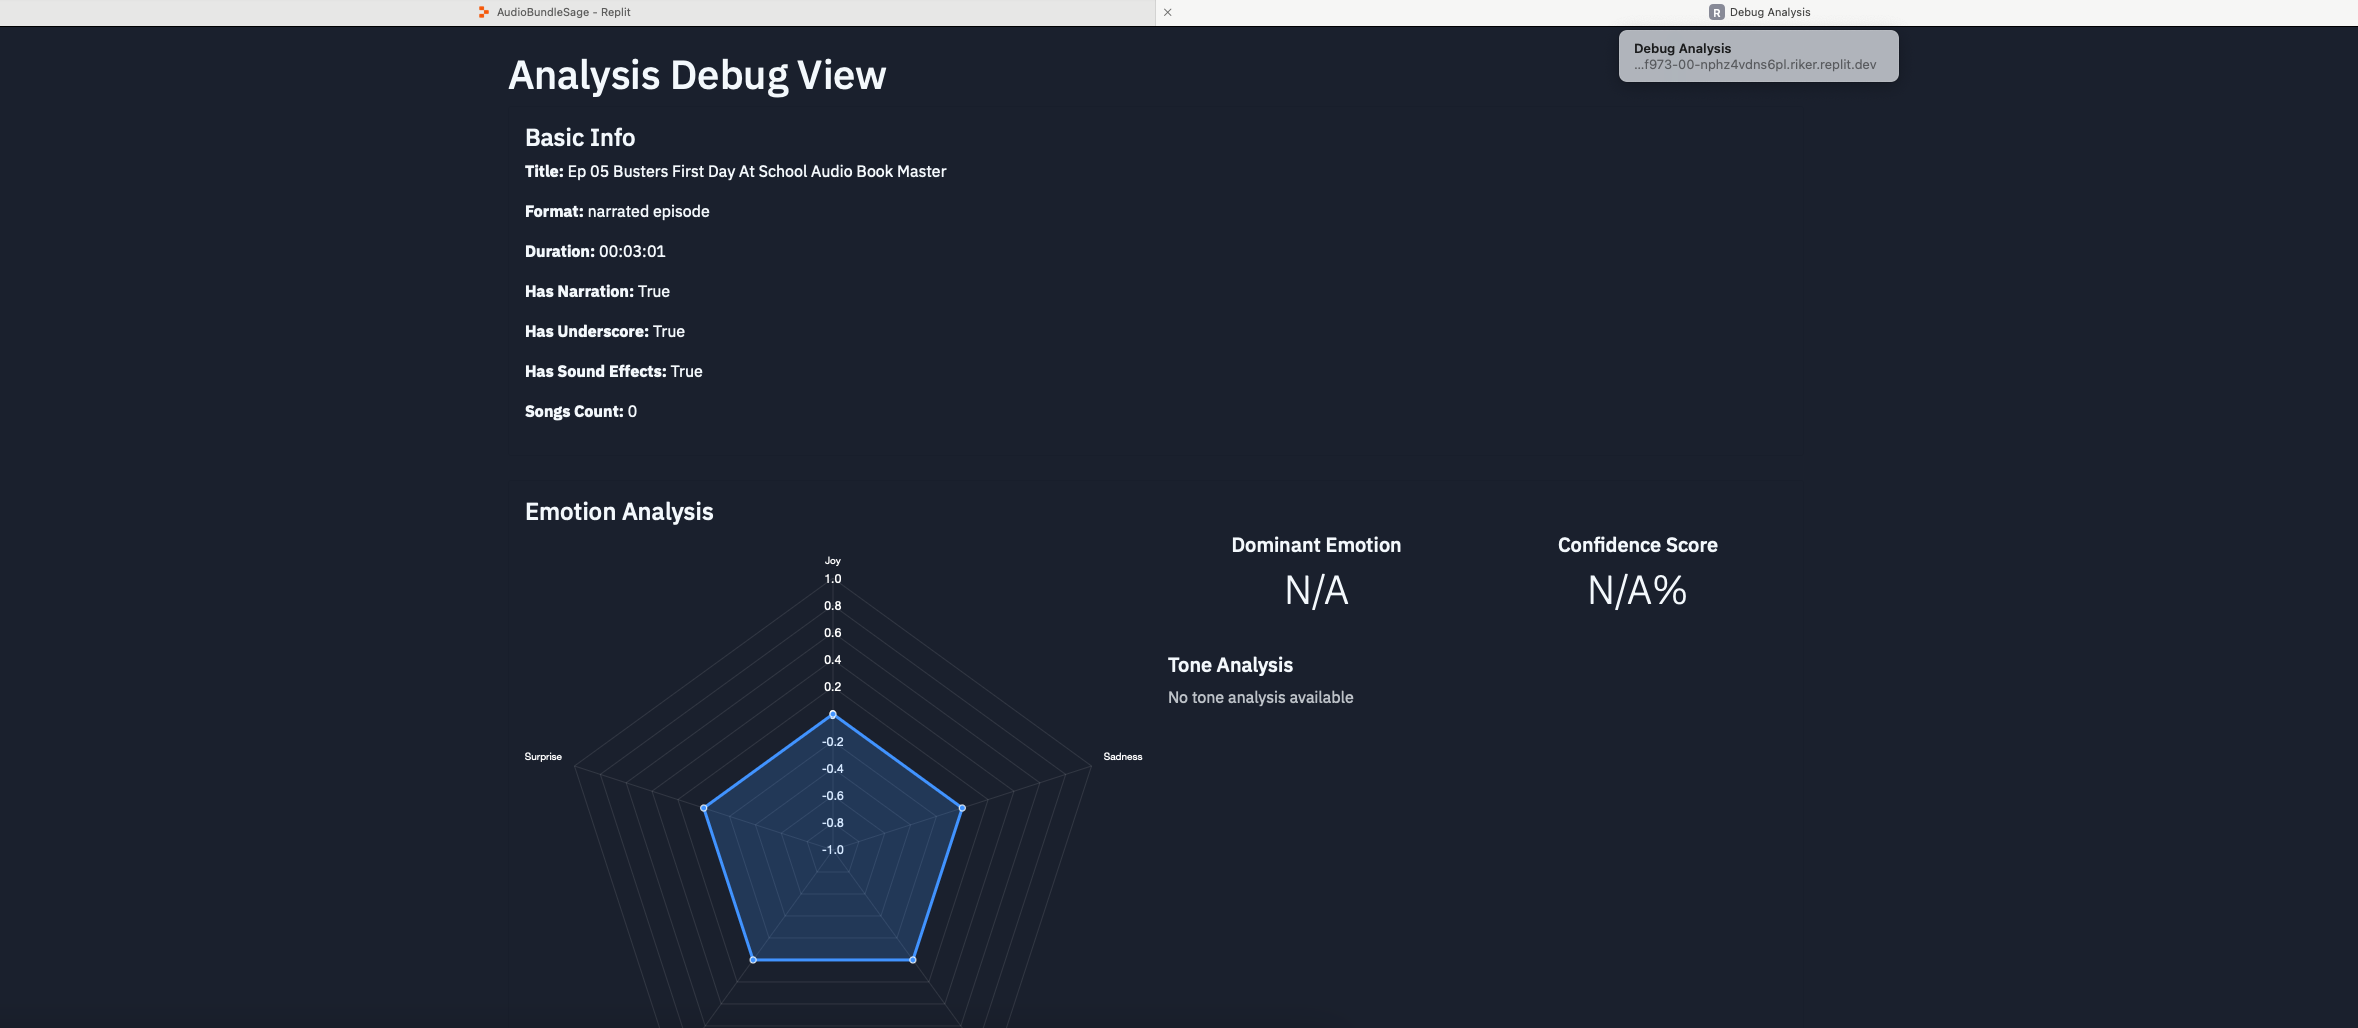 AudioBundleSage - Replit
R Debug Analysis
Debug Analysis
...f973-00-nphz4vdns6pl.riker.replit.dev
Analysis Debug View
Basic Info
Title: Ep 05 Busters First Day At School Audio Book Master
Format: narrated episode
Duration: 00:03:01
Has Narration: True
Has Underscore: True
Has Sound Effects: True
Songs Count: 0
Emotion Analysis
Dominant Emotion
N/A
Confidence Score
N/A%
Tone Analysis
No tone analysis available
Joy
1.0
0.8
0.6
0.4
0.2
-0.2
-0.4
-0.6
-0.8
-1.0
Surprise
Sadness